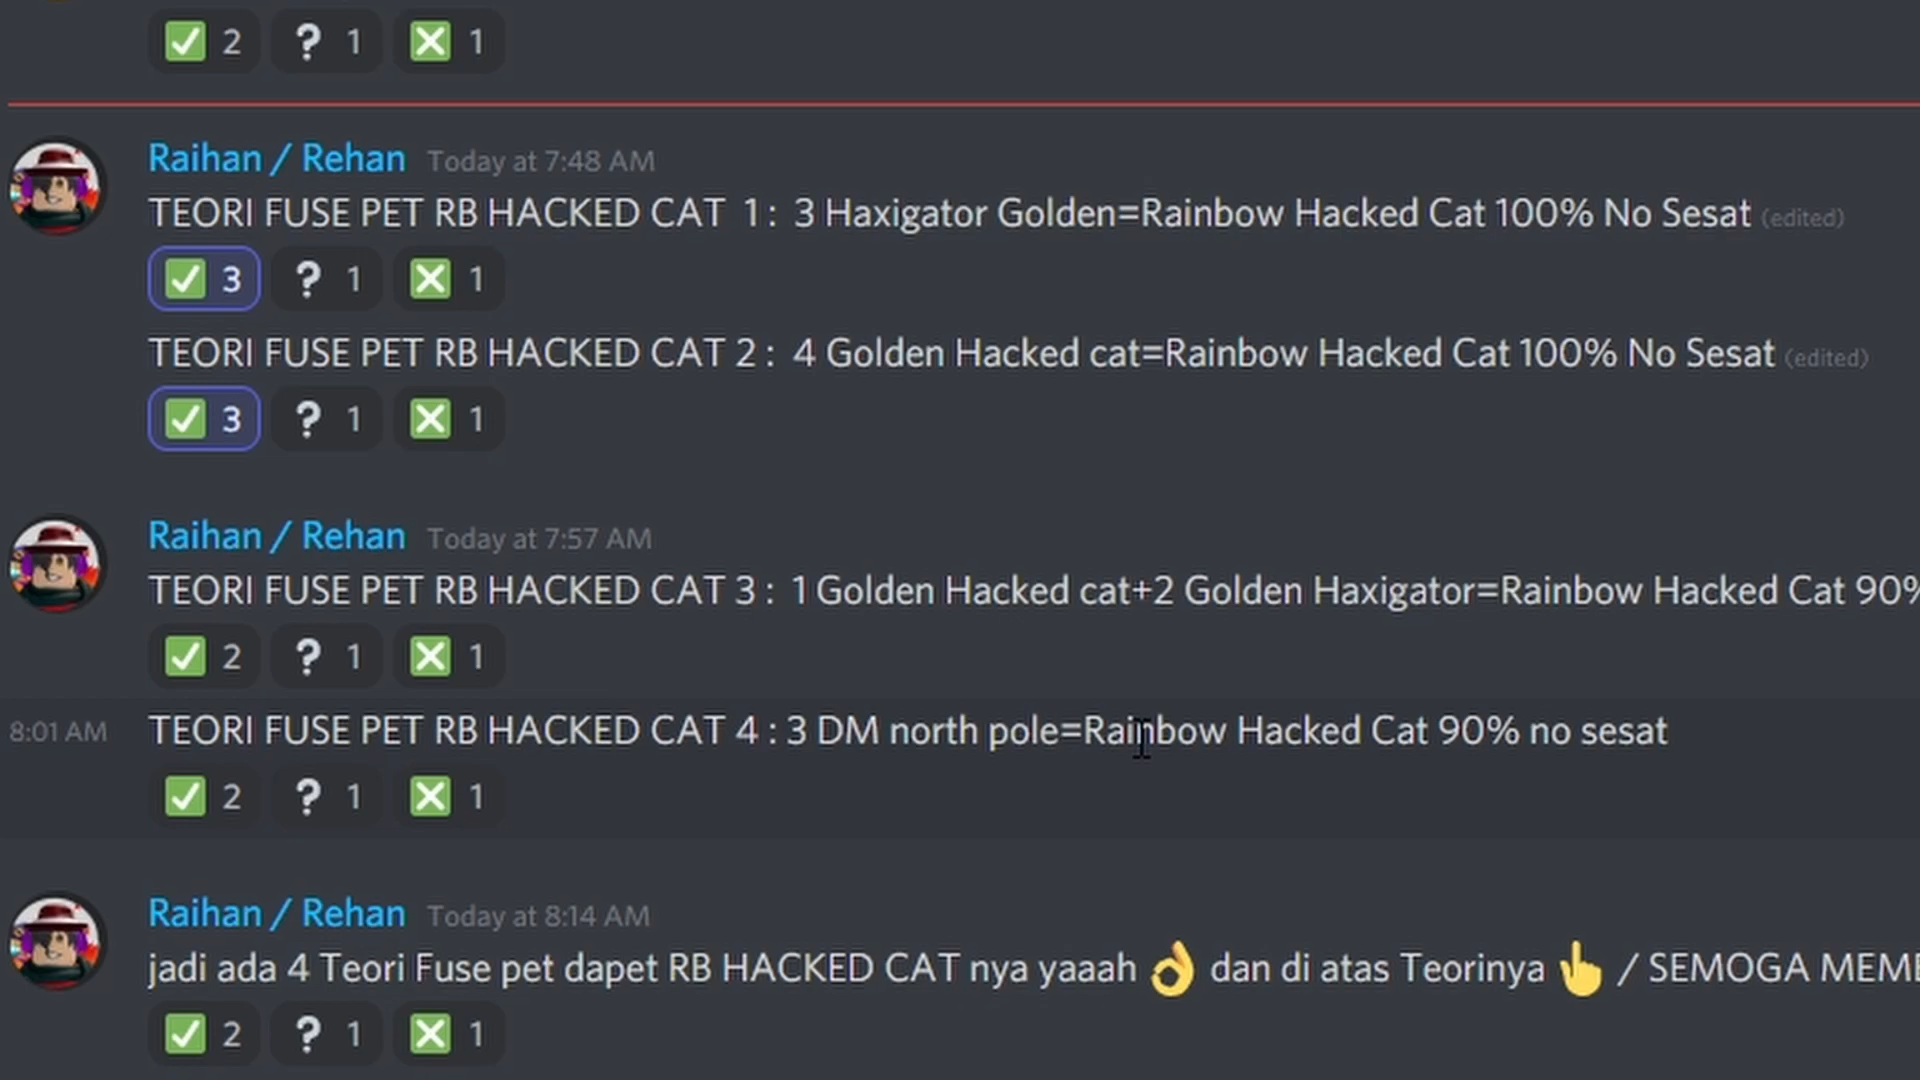 2 ? 1 1
Raihan / Rehan Today at 7:48 AM
TEORI FUSE PET RB HACKED CAT 1 : 3 Haxigator Golden=Rainbow Hacked Cat 100% No Sesat (edited)
3 ? 1 1
TEORI FUSE PET RB HACKED CAT 2 : 4 Golden Hacked cat=Rainbow Hacked Cat 100% No Sesat (edited)
3 ? 1 1
Raihan / Rehan Today at 7:57 AM
TEORI FUSE PET RB HACKED CAT 3 : 1 Golden Hacked cat+2 Golden Haxigator=Rainbow Hacked Cat 90%
2 ? 1 1
8:01 AM TEORI FUSE PET RB HACKED CAT 4 : 3 DM north pole=Rainbow Hacked Cat 90% no sesat
2 ? 1 1
Raihan / Rehan Today at 8:14 AM
jadi ada 4 Teori Fuse pet dapet RB HACKED CAT nya yaaah 👌 dan di atas Teorinya 👆 / SEMOGA
2 ? 1 1